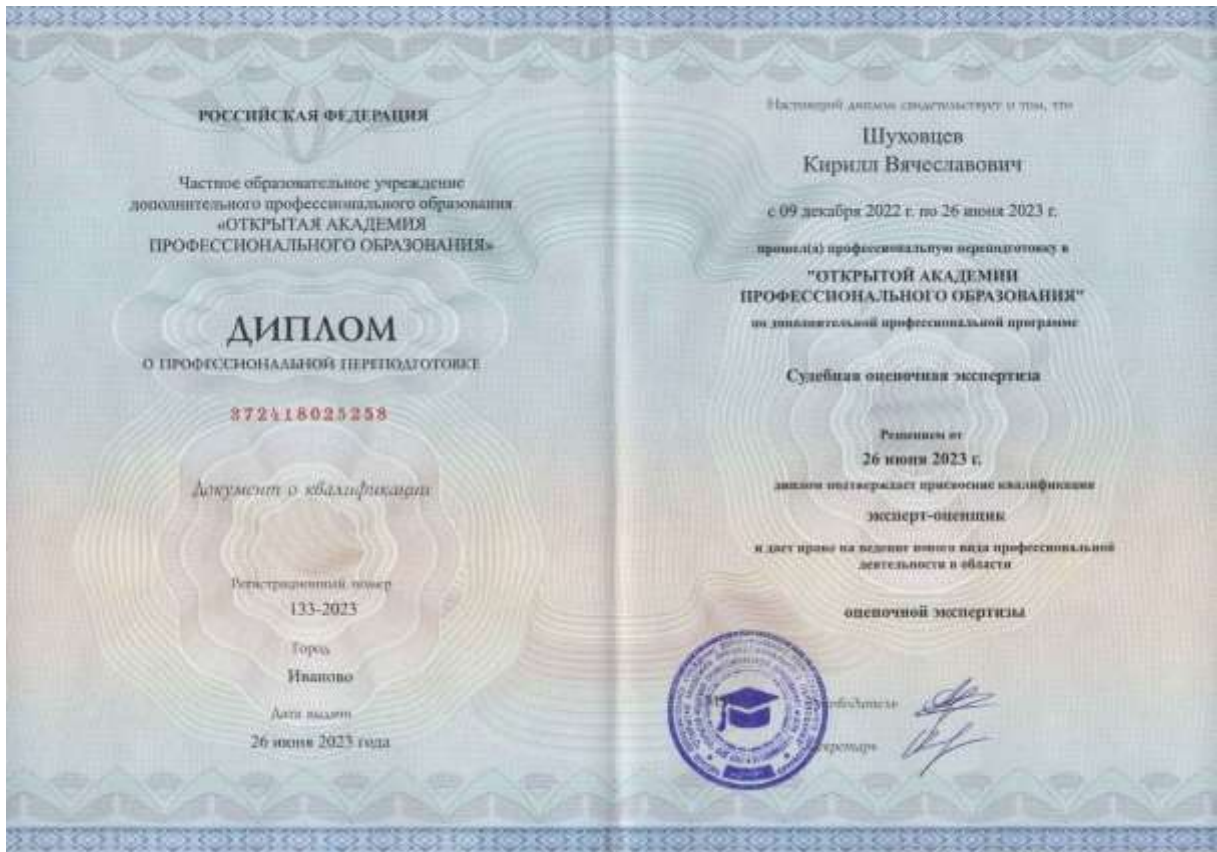 РОССИЙСКАЯ ФЕДЕРАЦИЯ
Частное образовательное учреждение
дополнительного профессионального образования
«ОТКРЫТАЯ АКАДЕМИЯ
ПРОФЕССИОНАЛЬНОГО ОБРАЗОВАНИЯ»
ДИПЛОМ
О ПРОФЕССИОНАЛЬНОЙ ПЕРЕПОДГОТОВКЕ
372418025258
Документ о квалификации
Регистрационный номер
133-2023
Город
Иваново
Дата выдачи
26 июня 2023 года
Настоящий диплом свидетельствует о том, что
Шуховцев
Кирилл Вячеславович
с 09 декабря 2022 г. по 26 июня 2023 г.
прошел(а) профессиональную переподготовку в
"ОТКРЫТОЙ АКАДЕМИИ
ПРОФЕССИОНАЛЬНОГО ОБРАЗОВАНИЯ"
по дополнительной профессиональной программе
Судебная оценочная экспертиза
Решением от
26 июня 2023 г.
диплом подтверждает присвоение квалификации
эксперт-оценщик
и дает право на ведение нового вида профессиональной
деятельности в области
оценочной экспертизы